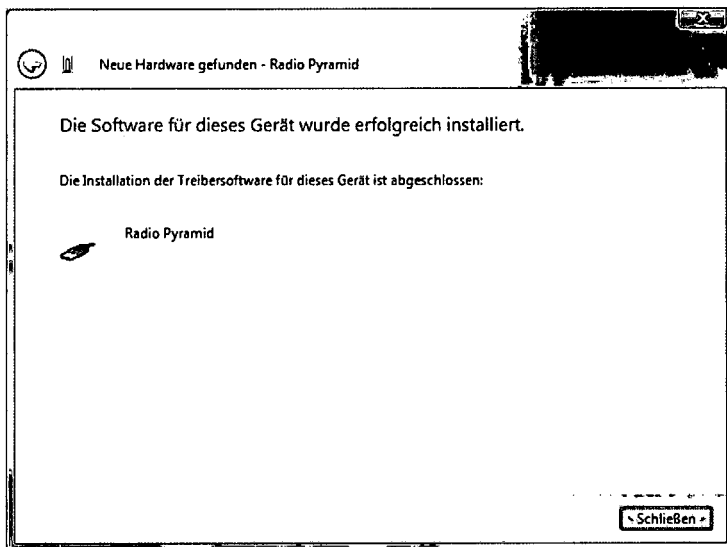 Neue Hardware gefunden - Radio Pyramid
Die Software für dieses Gerät wurde erfolgreich installiert.
Die Installation der Treibersoftware für dieses Gerät ist abgeschlossen:
Radio Pyramid
Schließen